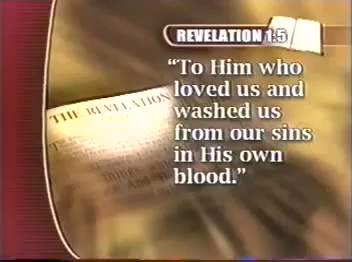 REVELATION 1:5
“To Him who
loved us and
washed us
from our sins
in His own
blood.”
THE REVELATION